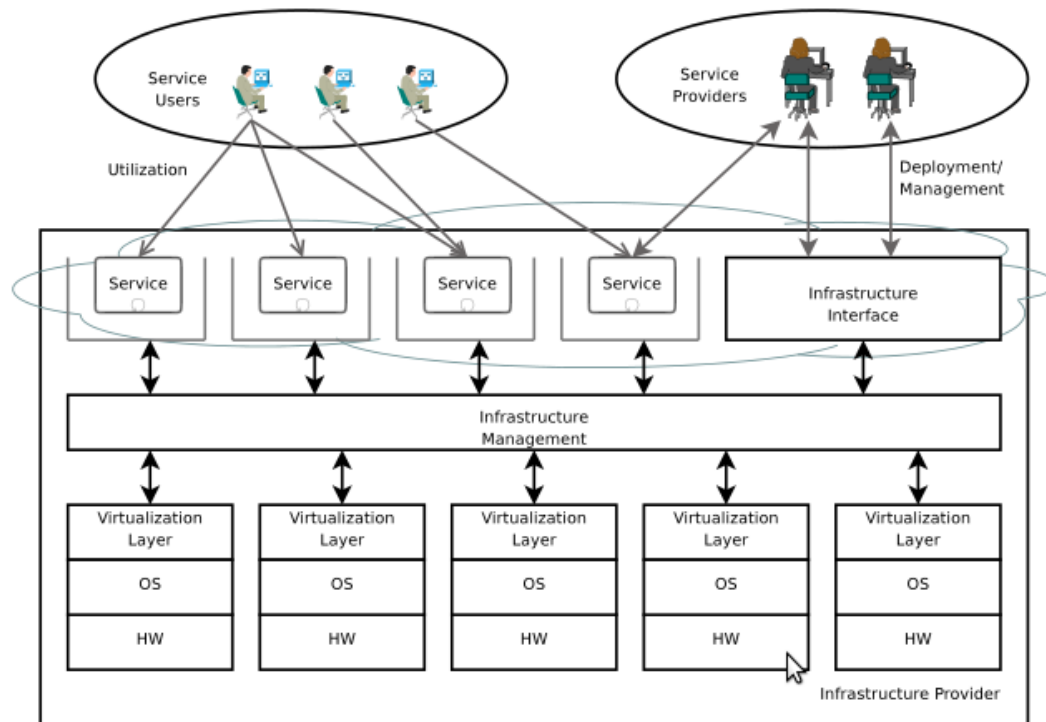 Service
Users
Service
Providers
Utilization
Deployment/
Management
Service
Service
Service
Service
Infrastructure
Interface
Infrastructure
Management
Virtualization
Layer
Virtualization
Layer
Virtualization
Layer
Virtualization
Layer
Virtualization
Layer
OS
OS
OS
OS
OS
HW
HW
HW
HW
HW
Infrastructure Provider